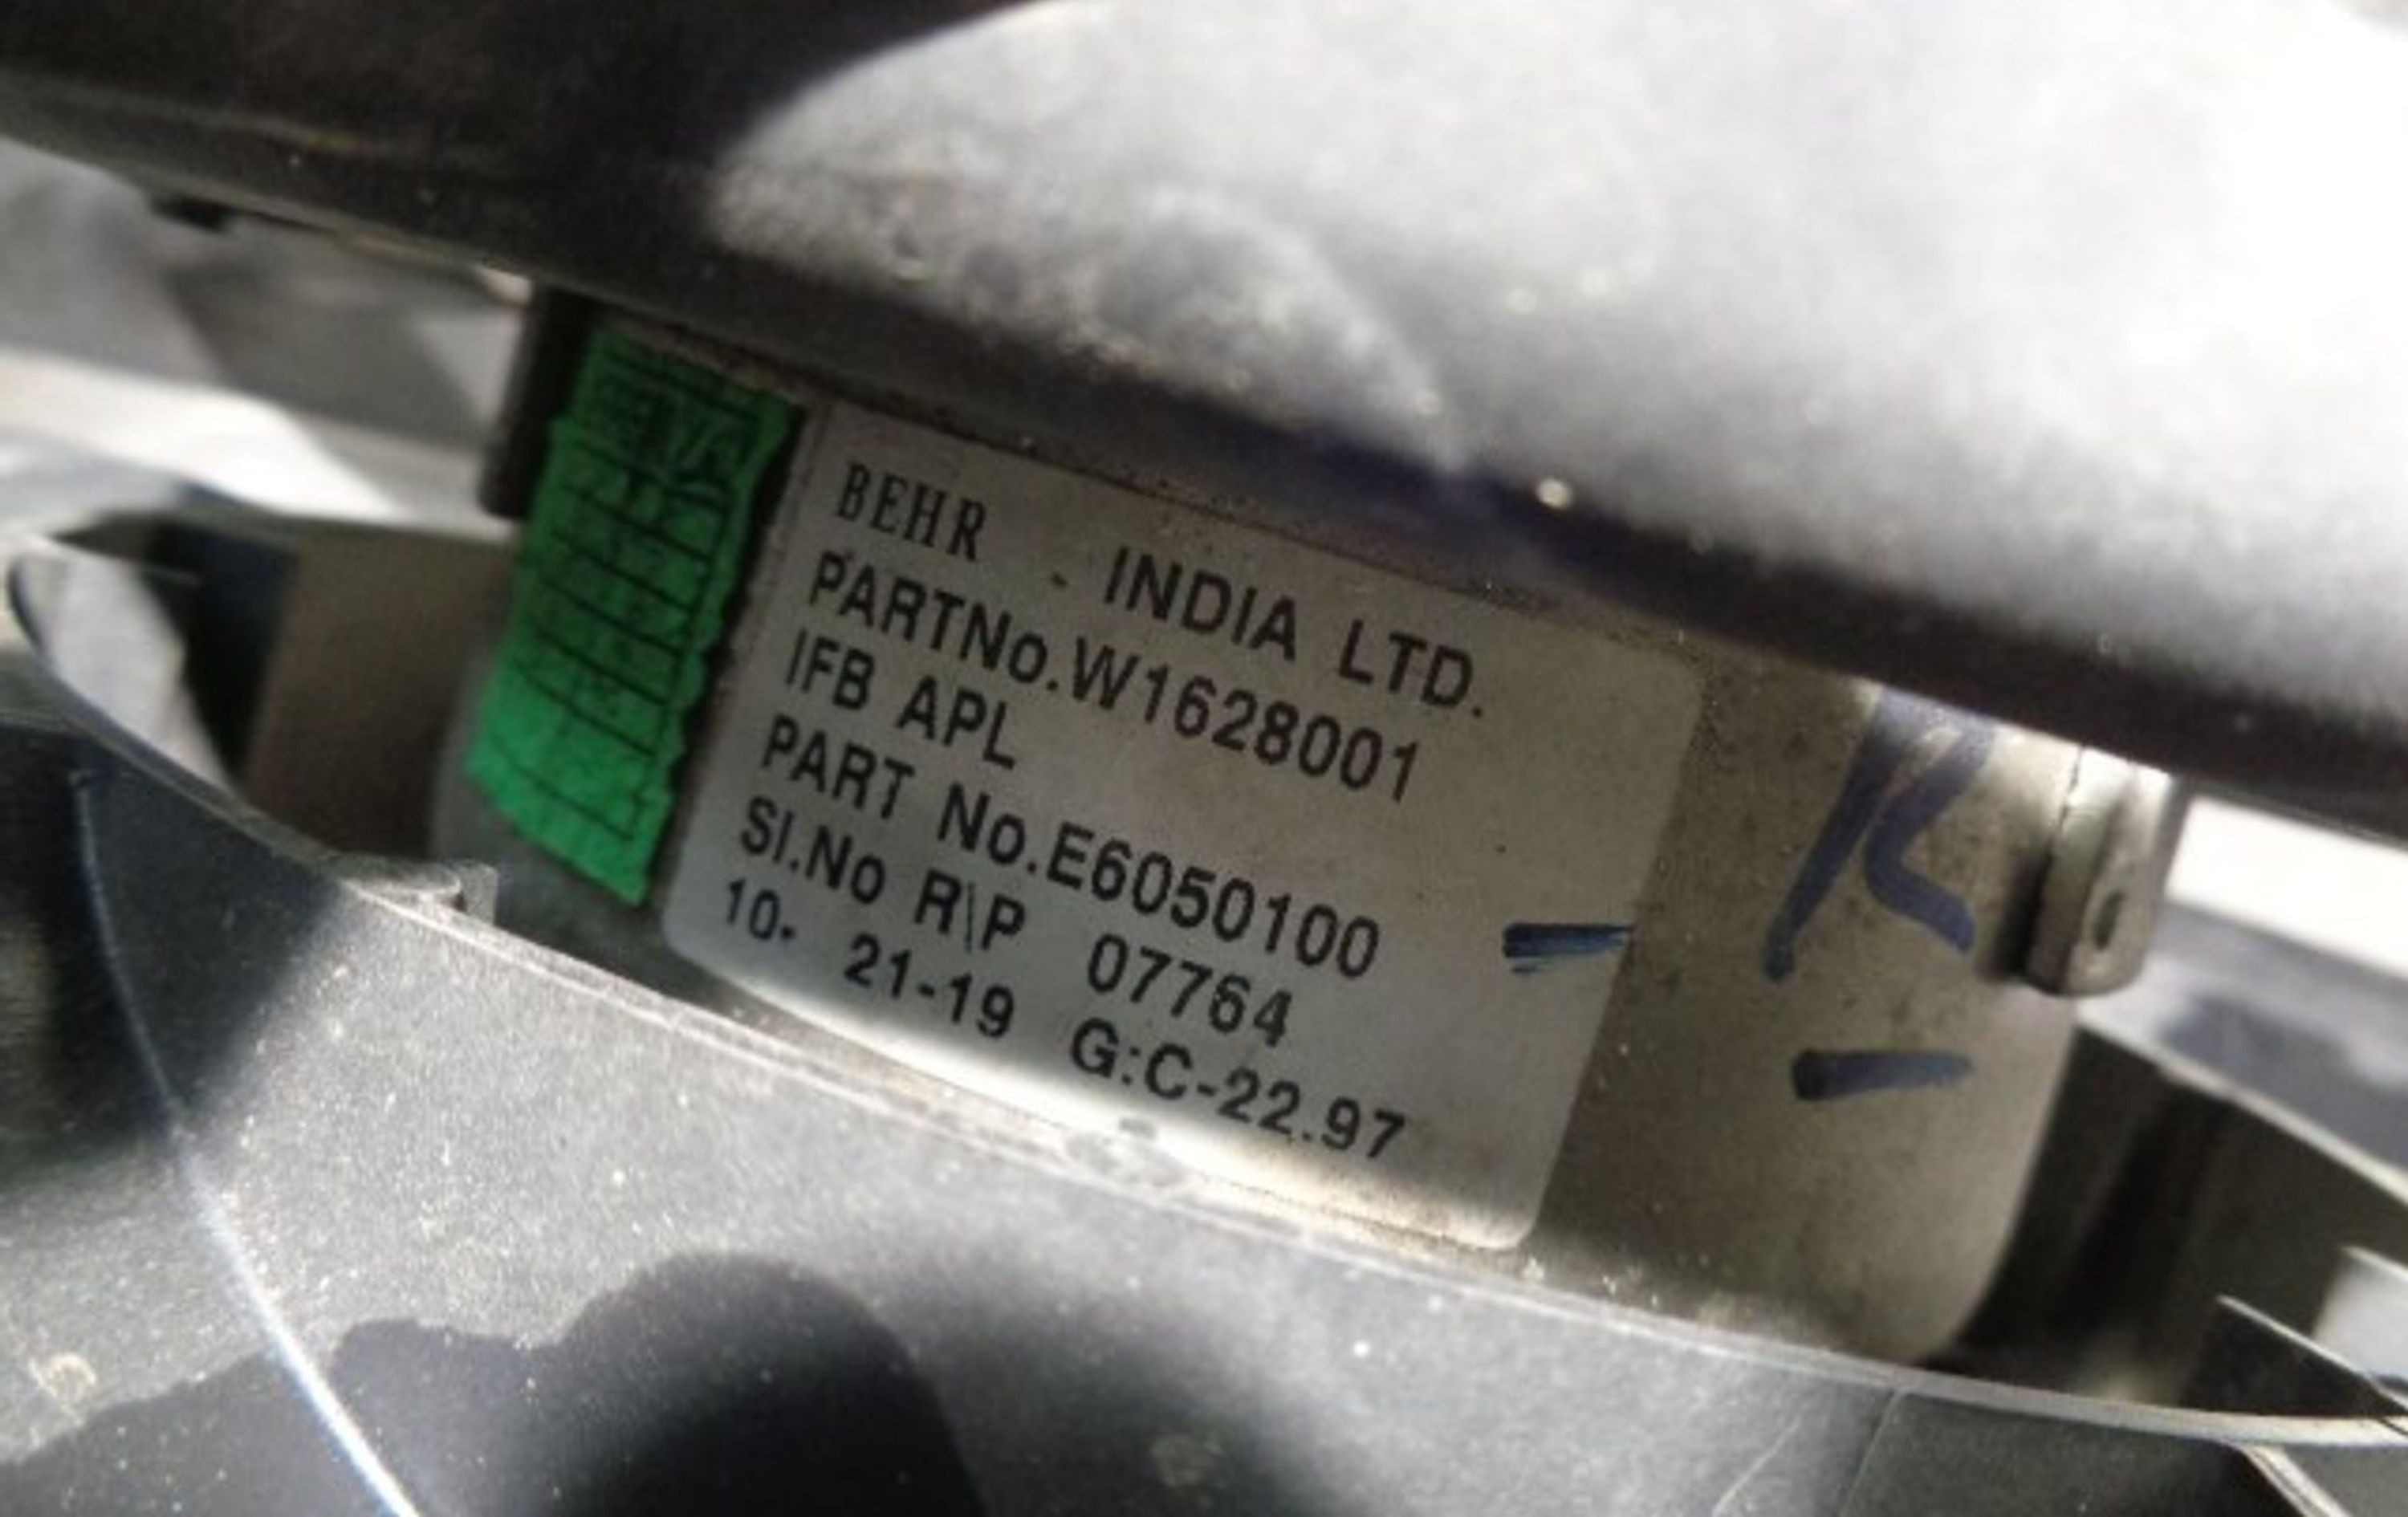 BEHR . INDIA LTD.
PARTNo.W1628001
IFB APL
PART No.E6050100
Sl.No R\P 07764
10. 21-19 G:C-22.97
K